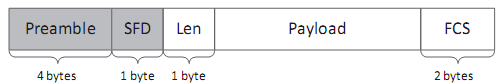 Preamble SFD Len Payload FCS
4 bytes 1 byte 1 byte 2 bytes